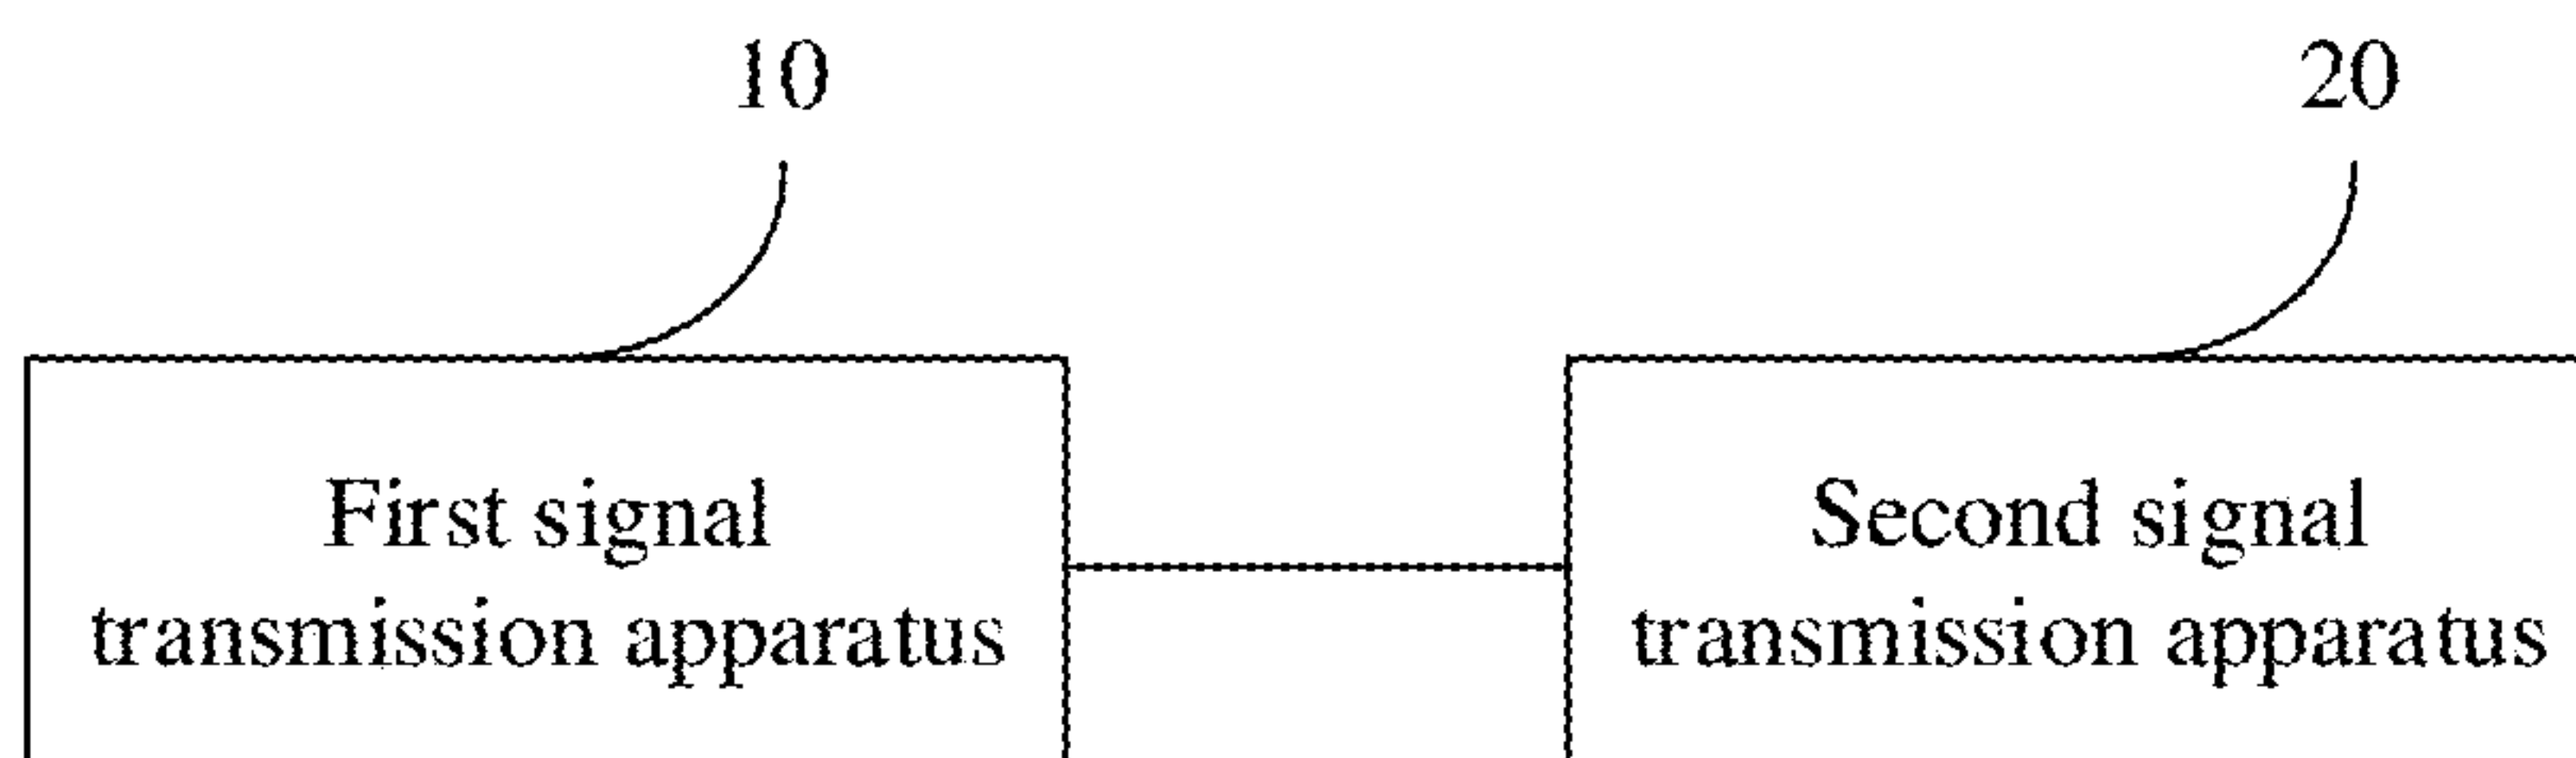 10
20
First signal
transmission apparatus
Second signal
transmission apparatus